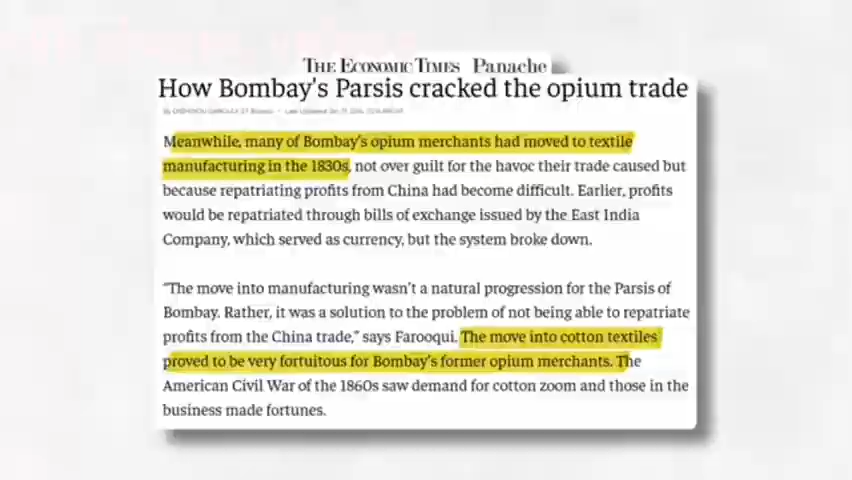 THE ECONOMIC TIMES Panache
How Bombay's Parsis cracked the opium trade
Meanwhile, many of Bombay's opium merchants had moved to textile
manufacturing in the 1830s, not over guilt for the havoc their trade caused but
because repatriating profits from China had become difficult. Earlier, profits
would be repatriated through bills of exchange issued by the East India
Company, which served as currency, but the system broke down.
"The move into manufacturing wasn't a natural progression for the Parsis of
Bombay. Rather, it was a solution to the problem of not being able to repatriate
profits from the China trade," says Farooqui. The move into cotton textiles
proved to be very fortuitous for Bombay's former opium merchants. The
American Civil War of the 1860s saw demand for cotton zoom and those in the
business made fortunes.